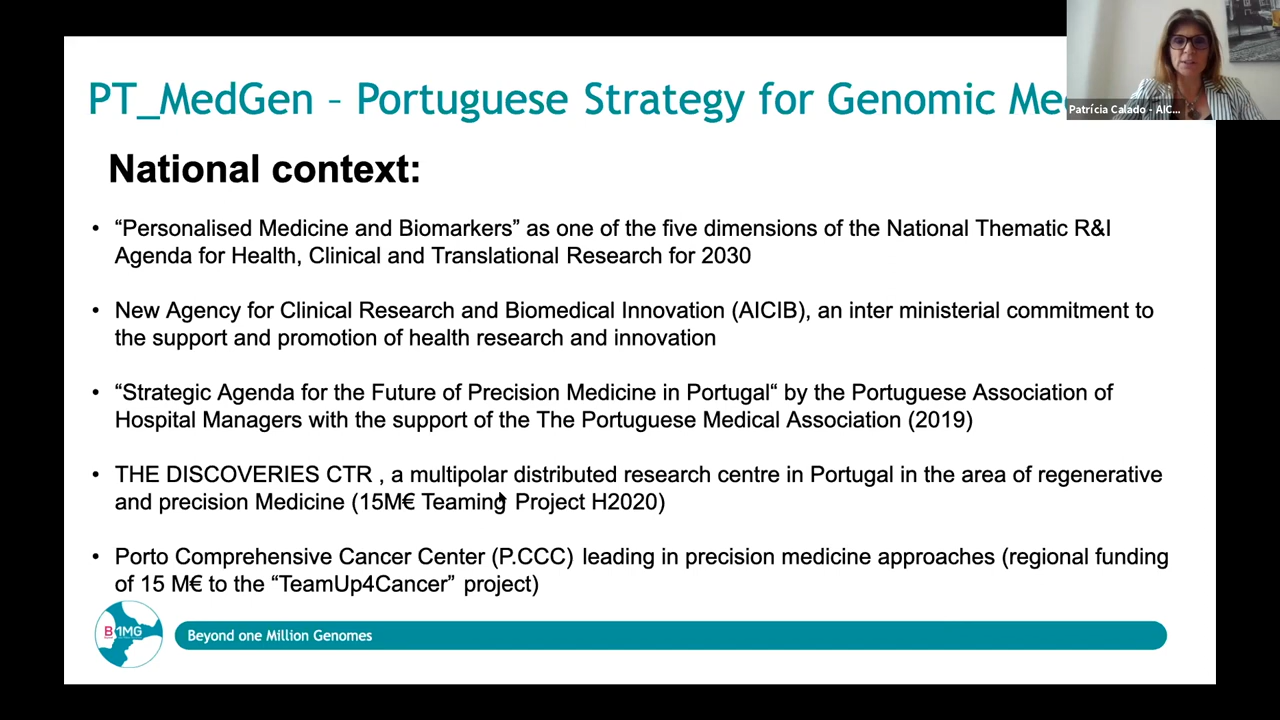 PT_MedGen – Portuguese Strategy for Genomic Me
Patrícia Calado - AIC...
National context:
• “Personalised Medicine and Biomarkers” as one of the five dimensions of the National Thematic R&I
Agenda for Health, Clinical and Translational Research for 2030
• New Agency for Clinical Research and Biomedical Innovation (AICIB), an inter ministerial commitment to
the support and promotion of health research and innovation
• “Strategic Agenda for the Future of Precision Medicine in Portugal“ by the Portuguese Association of
Hospital Managers with the support of the The Portuguese Medical Association (2019)
• THE DISCOVERIES CTR , a multipolar distributed research centre in Portugal in the area of regenerative
and precision Medicine (15M€ Teaming Project H2020)
• Porto Comprehensive Cancer Center (P.CCC) leading in precision medicine approaches (regional funding
of 15 M€ to the “TeamUp4Cancer” project)
B1MG
Beyond one Million Genomes